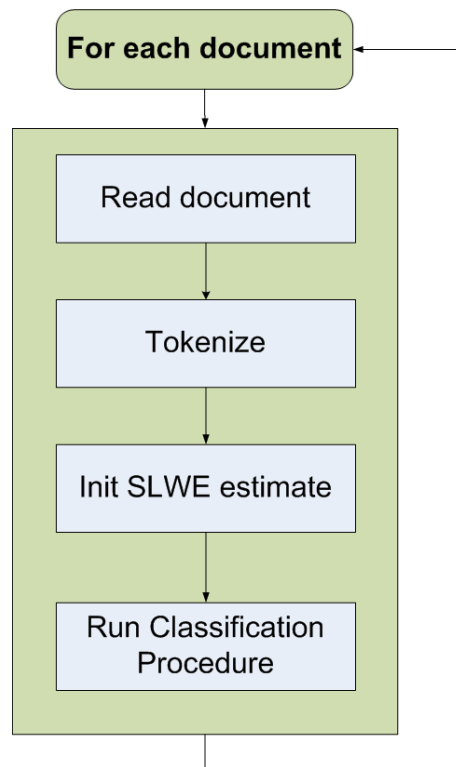 For each document
Read document
Tokenize
Init SLWE estimate
Run Classification
Procedure